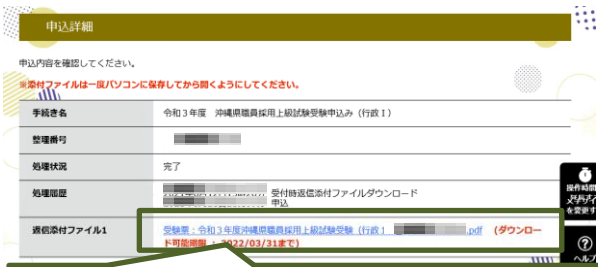 申込詳細
申込内容を確認してください。
※添付ファイルは一度パソコンに保存してから開くようにしてください。
手続き名 令和3年度 沖縄県職員採用上級試験受験申込み（行政Ⅰ）
整理番号
処理状況 完了
処理履歴 受付時返信添付ファイルダウンロード
申込
返信添付ファイル1 受験票：令和3年度沖縄県職員採用上級試験受験（行政Ⅰ .pdf (ダウンロー
ド可能期限 : 2022/03/31まで)
操作時間
を変更す
ヘルプ